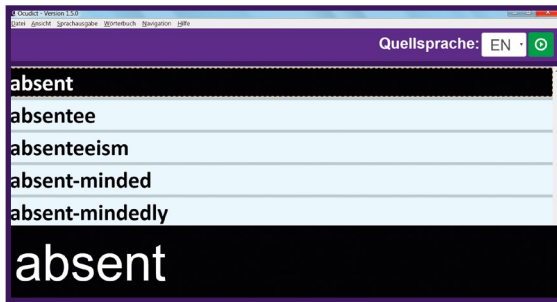 Ocudict - Version 1.5.0
Datei Ansicht Sprachausgabe Wörterbuch Navigation Hilfe
Quellsprache: EN
absent
absentee
absenteeism
absent-minded
absent-mindedly
absent